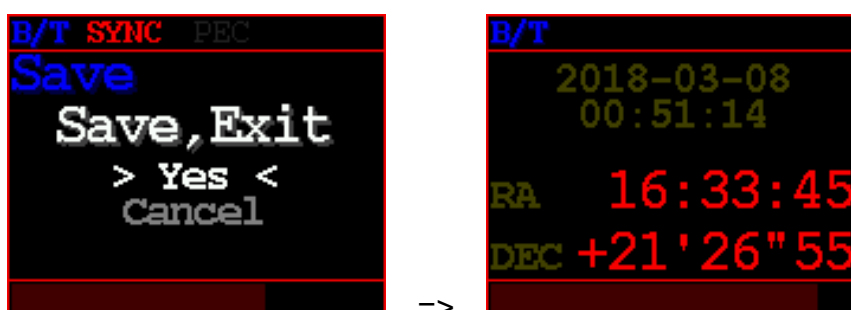 B/T SYNC PEC
Save
Save,Exit
> Yes <
Cancel
->
B/T
2018-03-08
00:51:14
RA 16:33:45
DEC +21'26"55